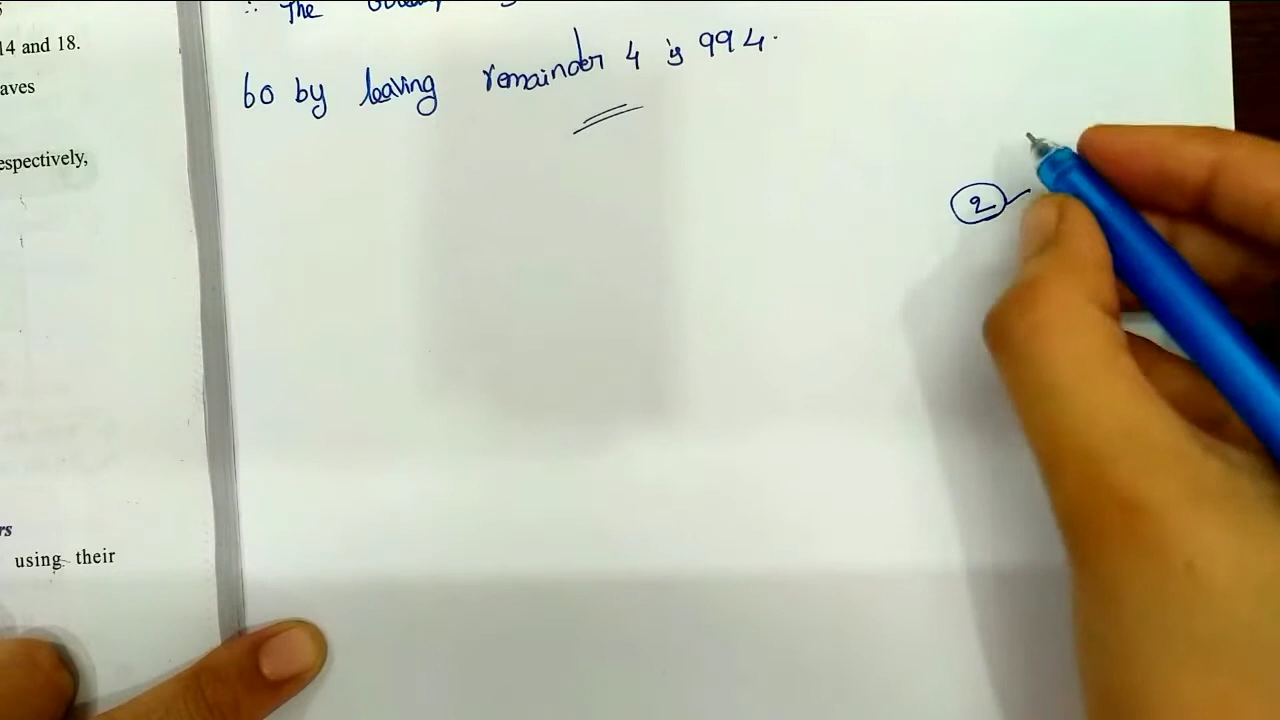 14 and 18.
aves
espectively,
rs
using their
∴ The
60 by leaving remainder 4 is 994.
2